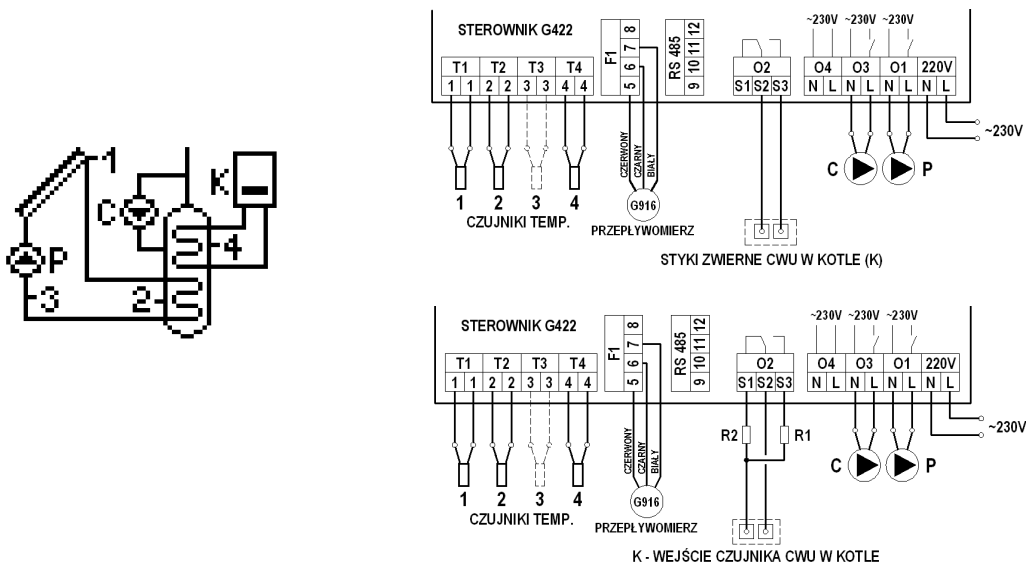 1
K
C
4
P
2
3
STEROWNIK G422
F1
8
7
6
5
RS 485
12
11
10
9
~230V ~230V ~230V
T1 T2 T3 T4
1 1 2 2 3 3 4 4
O2
S1 S2 S3
O4 O3 O1 220V
N L N L N L N L
~230V
CZERWONY
CZARNY
BIAŁY
C P
1 2 3 4
G916
CZUJNIKI TEMP.
PRZEPŁYWOMIERZ
STYKI ZWIERNE CWU W KOTLE (K)
STEROWNIK G422
F1
8
7
6
5
RS 485
12
11
10
9
~230V ~230V ~230V
T1 T2 T3 T4
1 1 2 2 3 3 4 4
O2
S1 S2 S3
O4 O3 O1 220V
N L N L N L N L
~230V
R2 R1
CZERWONY
CZARNY
BIAŁY
C P
1 2 3 4
G916
CZUJNIKI TEMP.
PRZEPŁYWOMIERZ
K - WEJŚCIE CZUJNIKA CWU W KOTLE